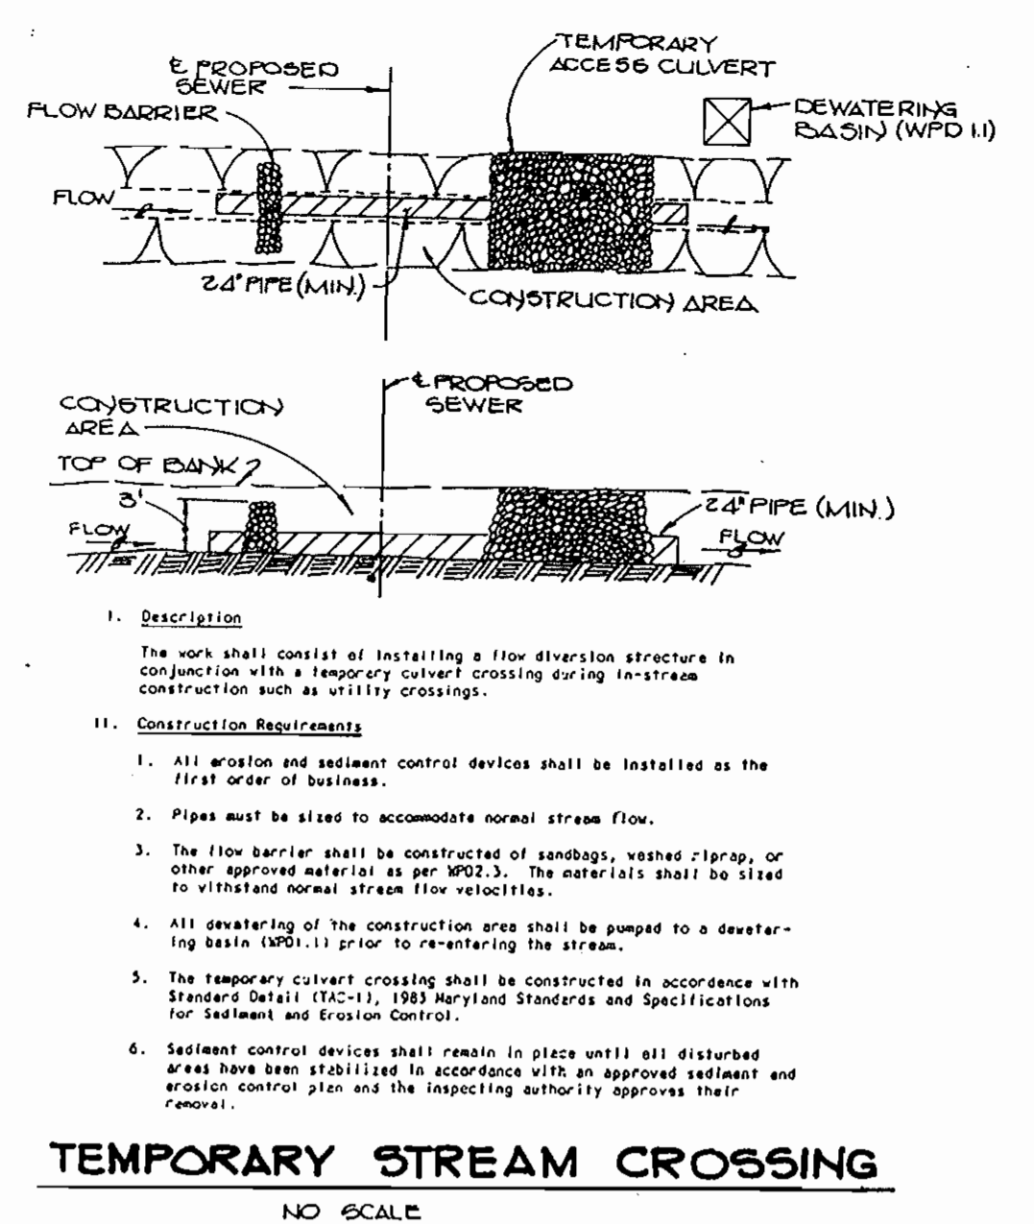 TEMPORARY
ACCESS CULVERT
℄ PROPOSED
SEWER
FLOW BARRIER
DEWATERING
BASIN (WPD 1.1)
FLOW
24" PIPE (MIN.)
CONSTRUCTION AREA
℄ PROPOSED
SEWER
CONSTRUCTION
AREA
TOP OF BANK
3'
24" PIPE (MIN.)
FLOW
FLOW
I. Description
The work shall consist of installing a flow diversion structure in
conjunction with a temporary culvert crossing during in-stream
construction such as utility crossings.
II. Construction Requirements
1. All erosion and sediment control devices shall be installed as the
first order of business.
2. Pipes must be sized to accommodate normal stream flow.
3. The flow barrier shall be constructed of sandbags, washed riprap, or
other approved material as per WPD2.3. The materials shall be sized
to withstand normal stream flow velocities.
4. All dewatering of the construction area shall be pumped to a dewater-
ing basin (WPD1.1) prior to re-entering the stream.
5. The temporary culvert crossing shall be constructed in accordance with
Standard Detail (TAC-1), 1983 Maryland Standards and Specifications
for Sediment and Erosion Control.
6. Sediment control devices shall remain in place until all disturbed
areas have been stabilized in accordance with an approved sediment and
erosion control plan and the inspecting authority approves their
removal.
TEMPORARY STREAM CROSSING
NO SCALE